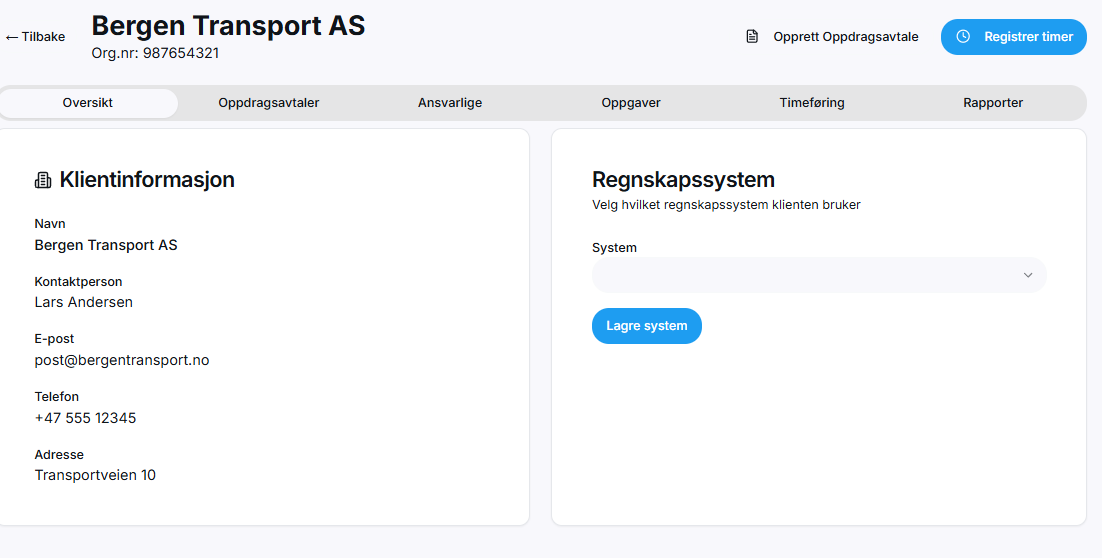 ← Tilbake
Bergen Transport AS
Org.nr: 987654321
Opprett Oppdragsavtale
Registrer timer
Oversikt
Oppdragsavtaler
Ansvarlige
Oppgaver
Timeføring
Rapporter
Klientinformasjon
Navn
Bergen Transport AS
Kontaktperson
Lars Andersen
E-post
post@bergentransport.no
Telefon
+47 555 12345
Adresse
Transportveien 10
Regnskapssystem
Velg hvilket regnskapssystem klienten bruker
System
Lagre system